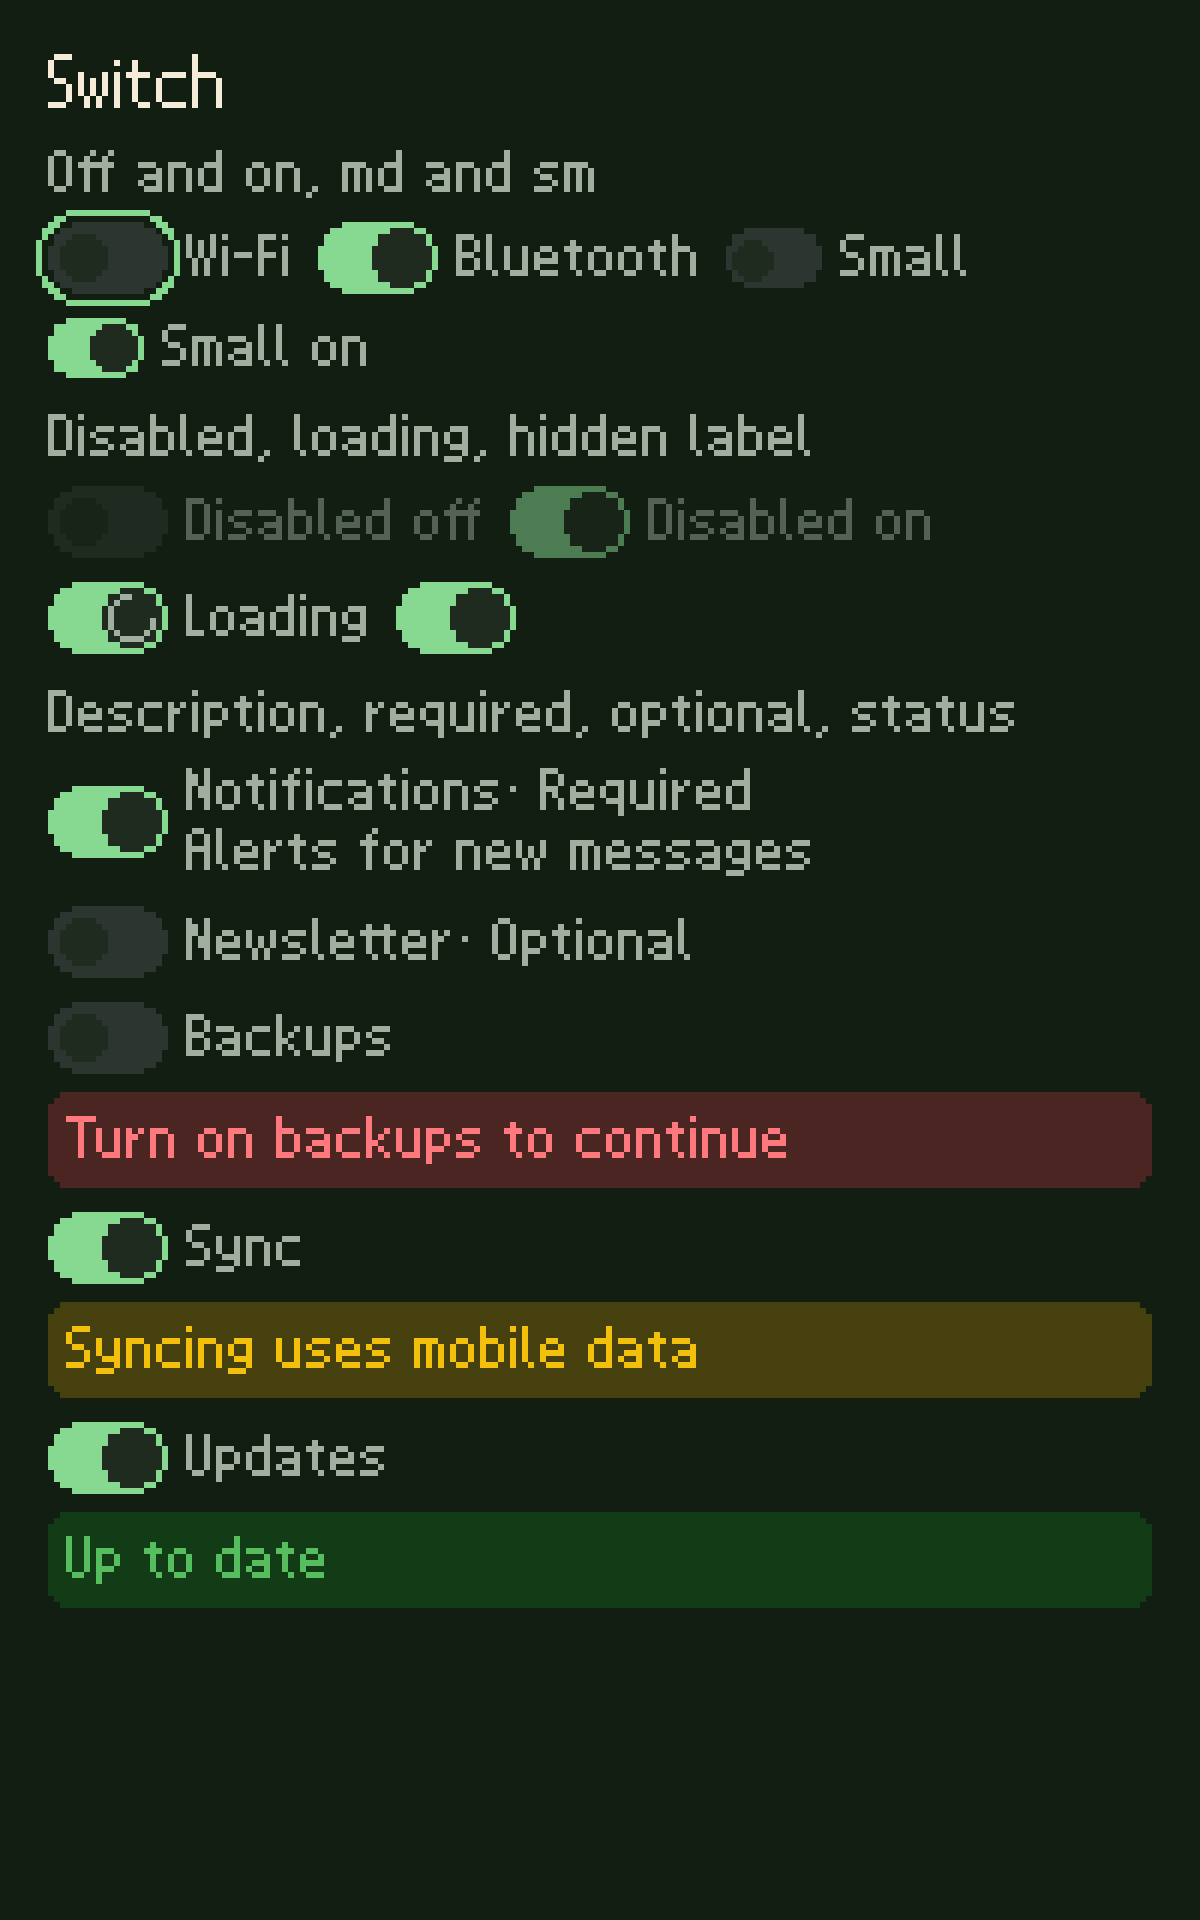 Switch
Off and on, md and sm
Wi-Fi Bluetooth Small
Small on
Disabled, loading, hidden label
Disabled off Disabled on
Loading
Description, required, optional, status
Notifications· Required
Alerts for new messages
Newsletter· Optional
Backups
Turn on backups to continue
Sync
Syncing uses mobile data
Updates
Up to date